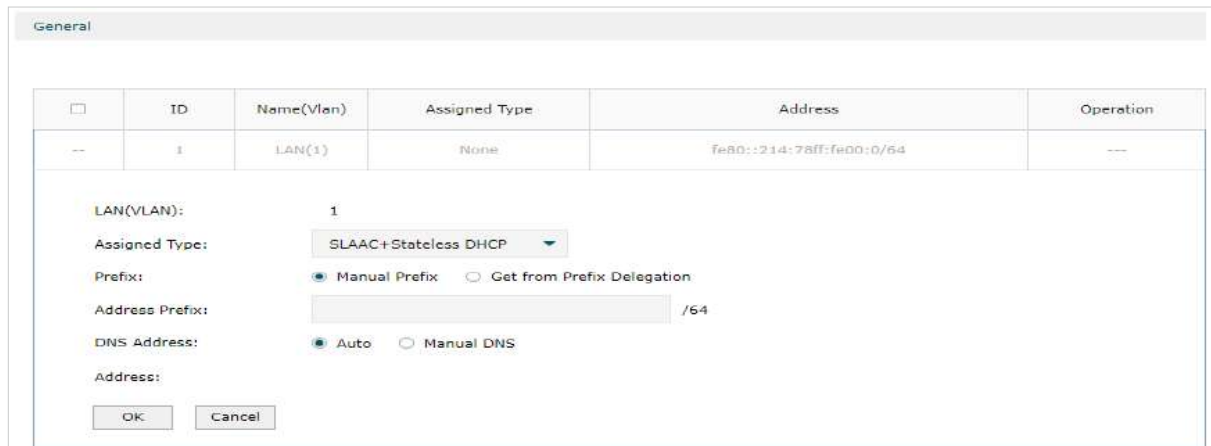 General
ID Name(Vlan) Assigned Type Address Operation
-- 1 LAN(1) None fe80::214:78ff:fe00:0/64 ---
LAN(VLAN): 1
Assigned Type: SLAAC+Stateless DHCP
Prefix: Manual Prefix Get from Prefix Delegation
Address Prefix: /64
DNS Address: Auto Manual DNS
Address:
OK Cancel